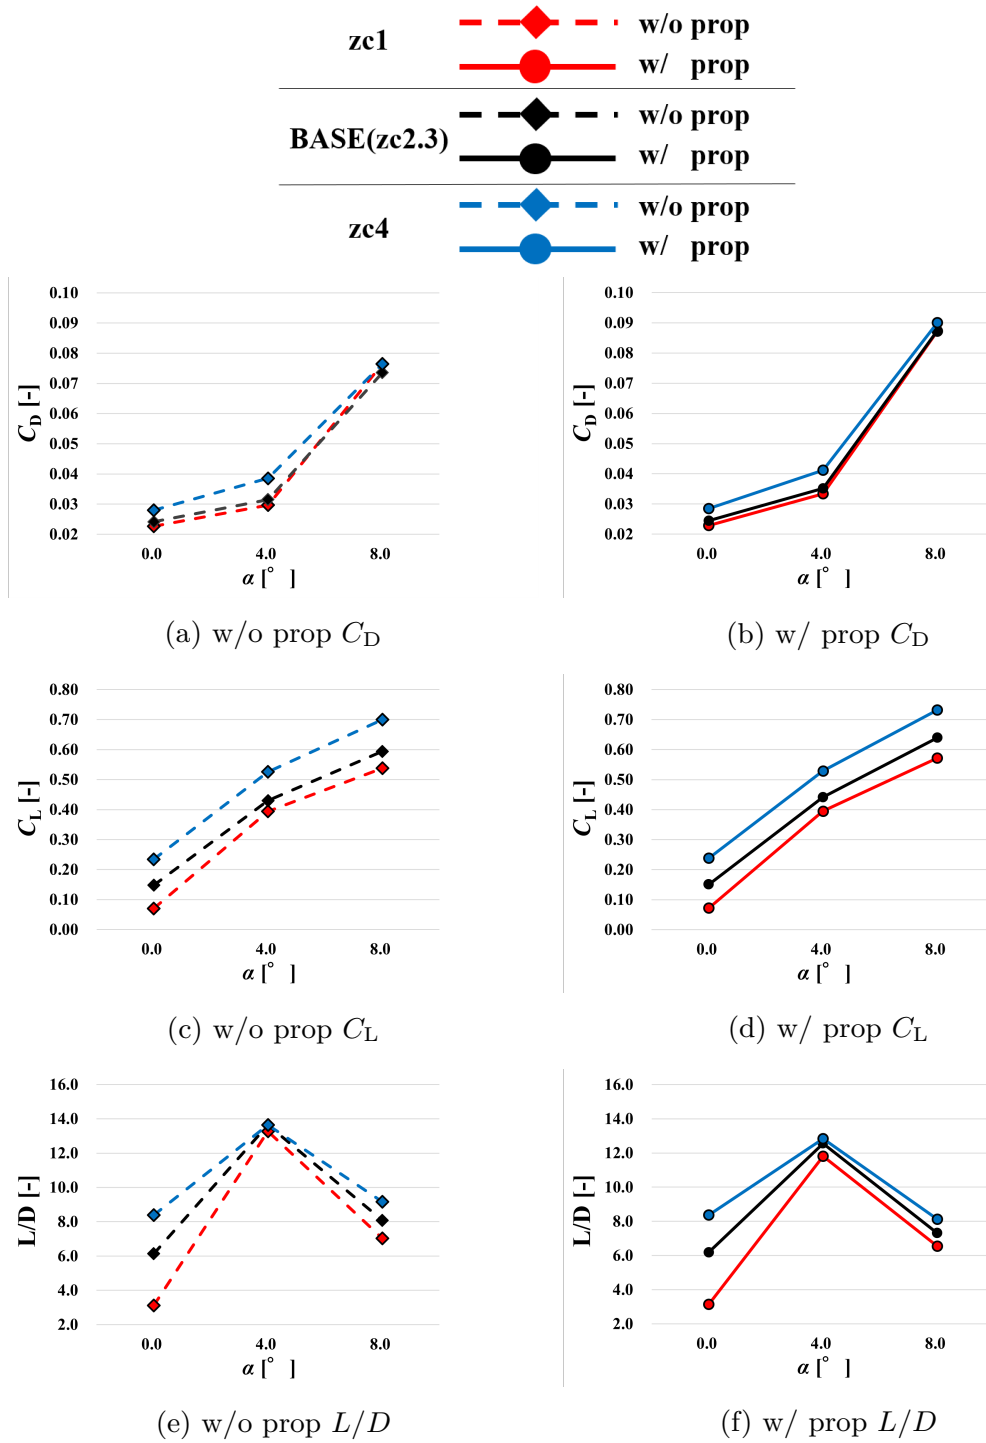 zc1
w/o prop
w/ prop
BASE(zc2.3)
w/o prop
w/ prop
zc4
w/o prop
w/ prop
C_D [-]
0.10
0.09
0.08
0.07
0.06
0.05
0.04
0.03
0.02
0.0 4.0 8.0
α [° ]
(a) w/o prop C_D
C_D [-]
0.10
0.09
0.08
0.07
0.06
0.05
0.04
0.03
0.02
0.0 4.0 8.0
α [° ]
(b) w/ prop C_D
C_L [-]
0.80
0.70
0.60
0.50
0.40
0.30
0.20
0.10
0.00
0.0 4.0 8.0
α [° ]
(c) w/o prop C_L
C_L [-]
0.80
0.70
0.60
0.50
0.40
0.30
0.20
0.10
0.00
0.0 4.0 8.0
α [° ]
(d) w/ prop C_L
L/D [-]
16.0
14.0
12.0
10.0
8.0
6.0
4.0
2.0
0.0 4.0 8.0
α [° ]
(e) w/o prop L/D
L/D [-]
16.0
14.0
12.0
10.0
8.0
6.0
4.0
2.0
0.0 4.0 8.0
α [° ]
(f) w/ prop L/D